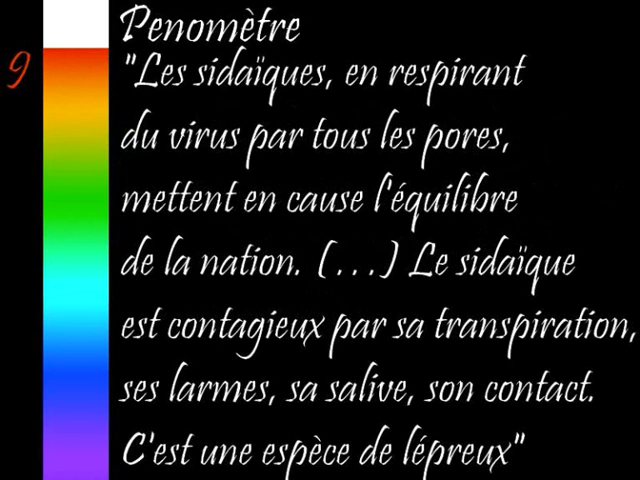 Penomètre
9
"Les sidaïques, en respirant
du virus par tous les pores,
mettent en cause l'équilibre
de la nation. (...) Le sidaïque
est contagieux par sa transpiration,
ses larmes, sa salive, son contact.
C'est une espèce de lépreux"